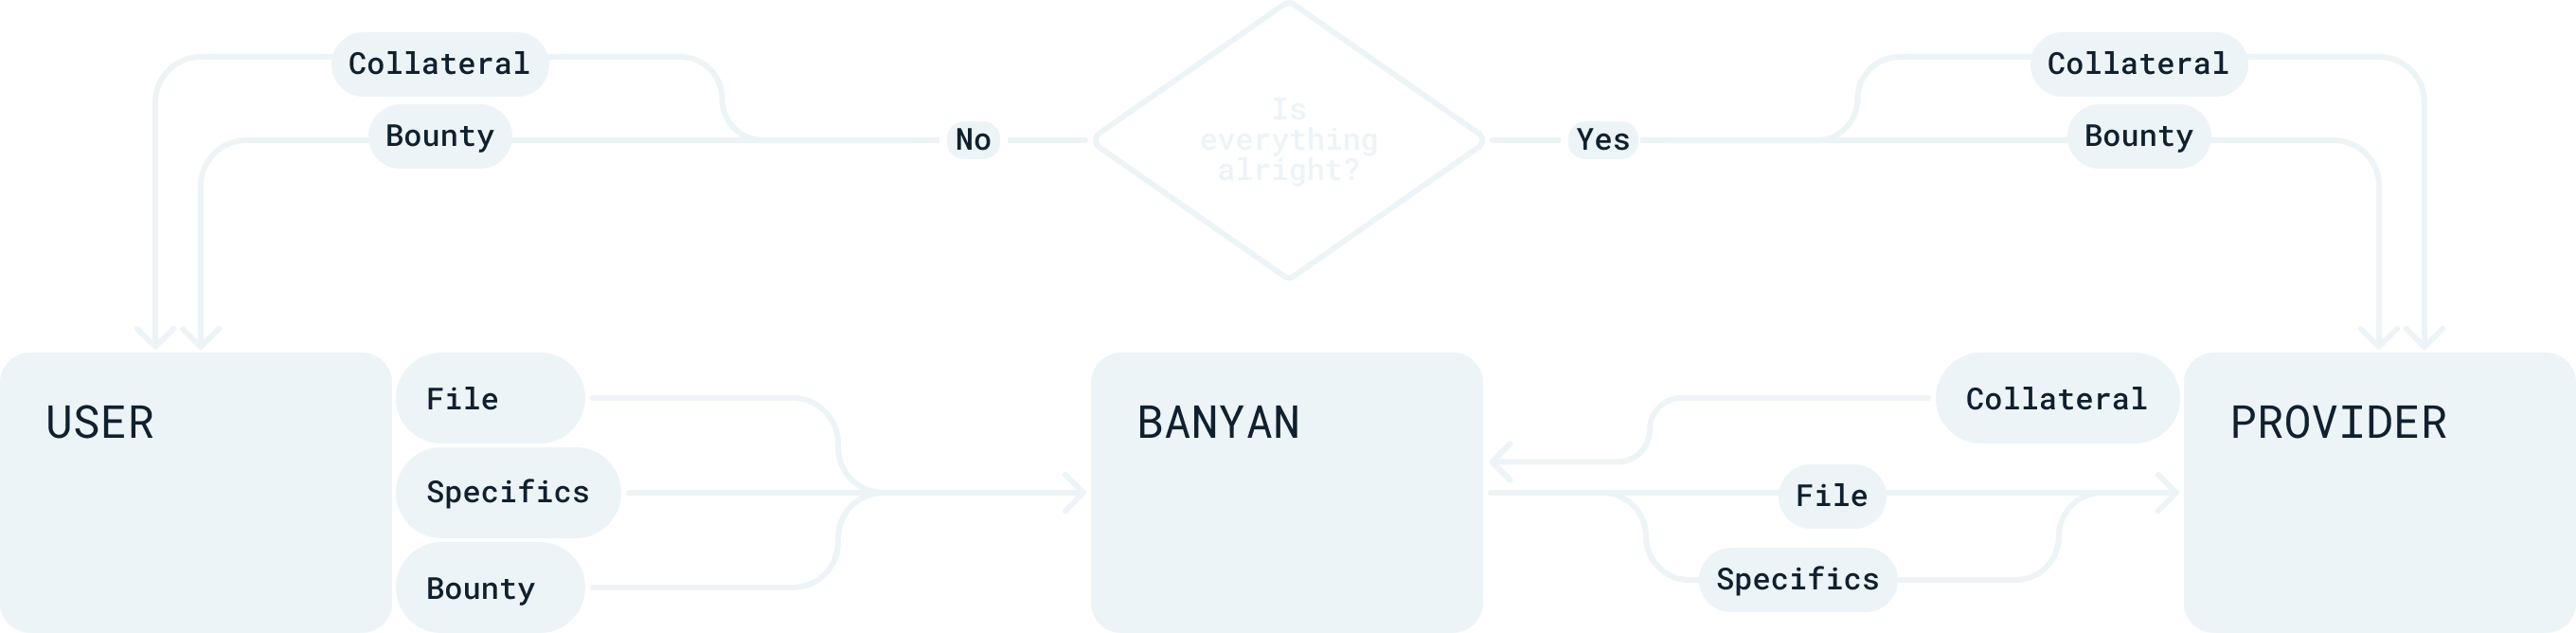 Collateral
Bounty
No
Is
everything
alright?
Yes
Collateral
Bounty
USER
File
Specifics
Bounty
BANYAN
Collateral
File
Specifics
PROVIDER